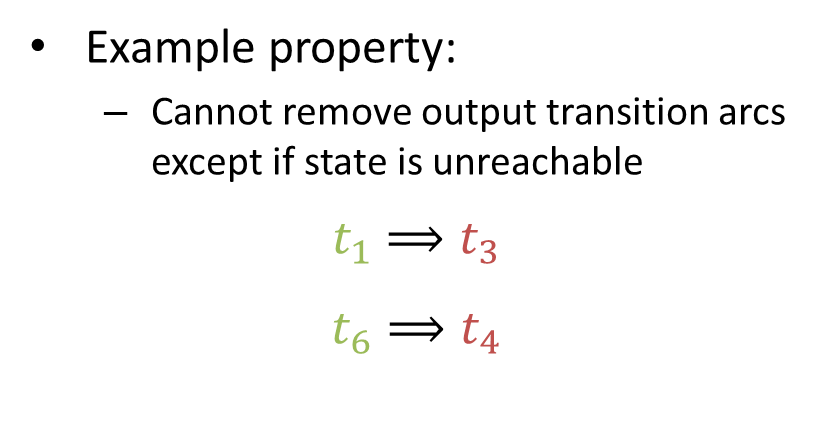 • Example property:
– Cannot remove output transition arcs
except if state is unreachable
t₁ ⟹ t₃
t₆ ⟹ t₄